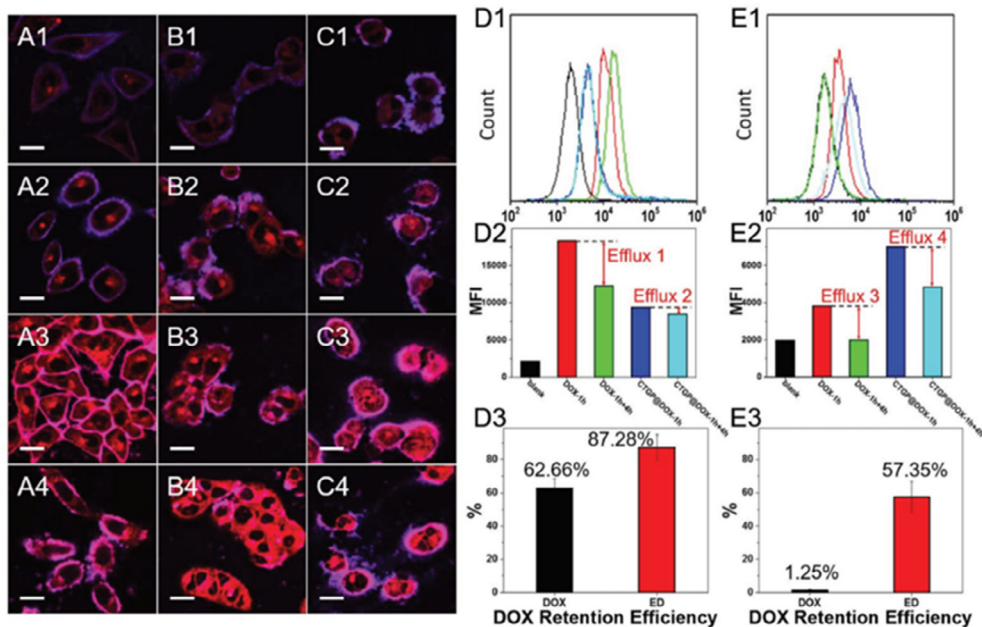 A1 B1 C1
A2 B2 C2
A3 B3 C3
A4 B4 C4
D1
Count
10² 10³ 10⁴ 10⁵ 10⁶
E1
Count
10² 10³ 10⁴ 10⁵ 10⁶
D2
MFI
15000
10000
5000
0
Efflux 1
Efflux 2
blank
DOX-1h
DOX-1h+4h
CTGP@DOX-1h
CTGP@DOX-1h+4h
E2
MFI
6000
4000
2000
0
Efflux 3
Efflux 4
blank
DOX-1h
DOX-1h+4h
CTGP@DOX-1h
CTGP@DOX-1h+4h
D3
%
80
60
40
20
0
62.66%
87.28%
DOX ED
DOX Retention Efficiency
E3
%
80
60
40
20
0
1.25%
57.35%
DOX ED
DOX Retention Efficiency